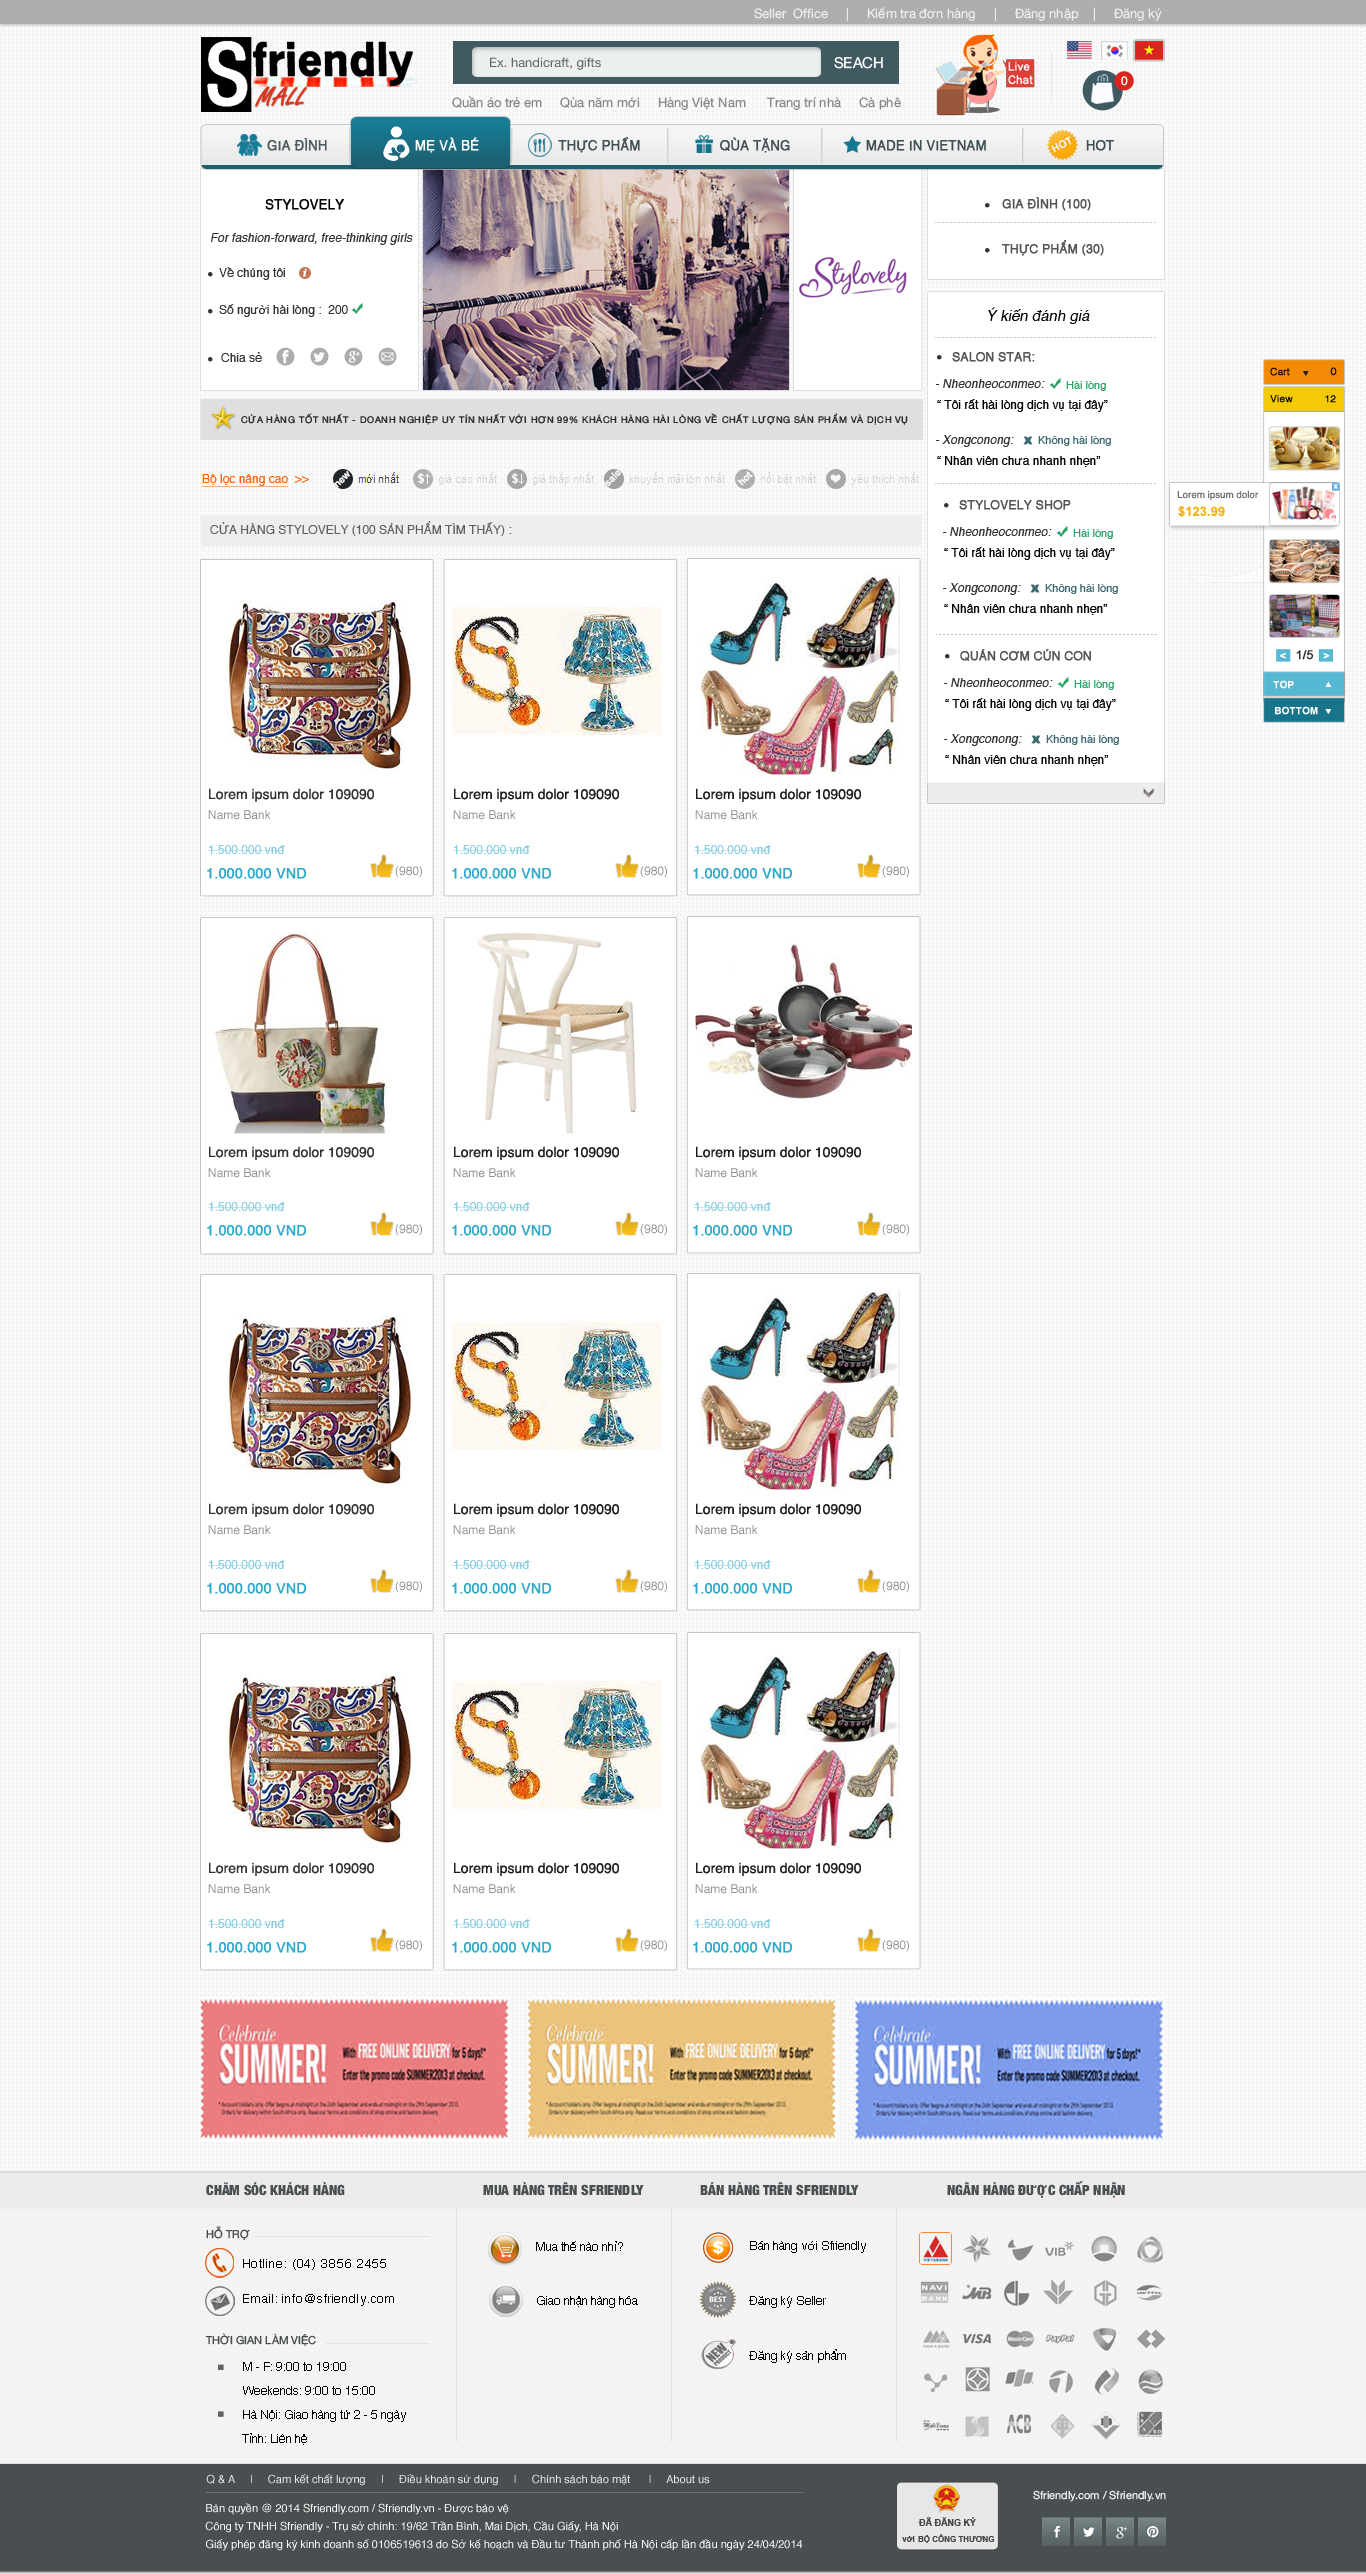 Seller Office | Kiểm tra đơn hàng | Đăng nhập | Đăng ký
Sfriendly
MALL
Ex. handicraft, gifts
SEACH
Live
Chat
0
Quần áo trẻ em Qùa năm mới Hàng Việt Nam Trang trí nhà Cà phê
GIA ĐÌNH
MẸ VÀ BÉ
THỰC PHẨM
QÙA TẶNG
MADE IN VIETNAM
HOT
HOT
STYLOVELY
For fashion-forward, free-thinking girls
Về chúng tôi
Số người hài lòng : 200
Chia sẻ
Stylovely
GIA ĐÌNH (100)
THỰC PHẨM (30)
Ý kiến đánh giá
SALON STAR:
- Nheonheoconmeo: Hài lòng
“ Tôi rất hài lòng dịch vụ tại đây”
- Xongconong: Không hài lòng
“ Nhân viên chưa nhanh nhẹn”
STYLOVELY SHOP
- Nheonheoconmeo: Hài lòng
“ Tôi rất hài lòng dịch vụ tại đây”
- Xongconong: Không hài lòng
“ Nhân viên chưa nhanh nhẹn”
QUÁN CƠM CÚN CON
- Nheonheoconmeo: Hài lòng
“ Tôi rất hài lòng dịch vụ tại đây”
- Xongconong: Không hài lòng
“ Nhân viên chưa nhanh nhẹn”
Cart 0
View 12
Lorem ipsum dolor
$123.99
< 1/5 >
TOP
BOTTOM
CỬA HÀNG TỐT NHẤT - DOANH NGHIỆP UY TÍN NHẤT VỚI HƠN 99% KHÁCH HÀNG HÀI LÒNG VỀ CHẤT LƯỢNG SẢN PHẨM VÀ DỊCH VỤ
Bộ lọc nâng cao >> mới nhất giá cao nhất giá thấp nhất khuyến mãi lớn nhất nổi bật nhất yêu thích nhất
CỬA HÀNG STYLOVELY (100 SẢN PHẨM TÌM THẤY) :
Lorem ipsum dolor 109090 Lorem ipsum dolor 109090 Lorem ipsum dolor 109090
Name Bank Name Bank Name Bank
1.500.000 vnđ 1.500.000 vnđ 1.500.000 vnđ
1.000.000 VND (980) 1.000.000 VND (980) 1.000.000 VND (980)
Lorem ipsum dolor 109090 Lorem ipsum dolor 109090 Lorem ipsum dolor 109090
Name Bank Name Bank Name Bank
1.500.000 vnđ 1.500.000 vnđ 1.500.000 vnđ
1.000.000 VND (980) 1.000.000 VND (980) 1.000.000 VND (980)
Lorem ipsum dolor 109090 Lorem ipsum dolor 109090 Lorem ipsum dolor 109090
Name Bank Name Bank Name Bank
1.500.000 vnđ 1.500.000 vnđ 1.500.000 vnđ
1.000.000 VND (980) 1.000.000 VND (980) 1.000.000 VND (980)
Lorem ipsum dolor 109090 Lorem ipsum dolor 109090 Lorem ipsum dolor 109090
Name Bank Name Bank Name Bank
1.500.000 vnđ 1.500.000 vnđ 1.500.000 vnđ
1.000.000 VND (980) 1.000.000 VND (980) 1.000.000 VND (980)
Celebrate
SUMMER!
With FREE ONLINE DELIVERY for 5 days!*
Enter the promo code SUMMER2013 at checkout.
Celebrate
SUMMER!
With FREE ONLINE DELIVERY for 5 days!*
Enter the promo code SUMMER2013 at checkout.
Celebrate
SUMMER!
With FREE ONLINE DELIVERY for 5 days!*
Enter the promo code SUMMER2013 at checkout.
CHĂM SÓC KHÁCH HÀNG
HỖ TRỢ
Hotline: (04) 3856 2455
Email: info@sfriendly.com
THỜI GIAN LÀM VIỆC
M - F: 9:00 to 19:00
Weekends: 9:00 to 15:00
Hà Nội: Giao hàng từ 2 - 5 ngày
Tỉnh: Liên hệ
MUA HÀNG TRÊN SFRIENDLY
Mua thế nào nhỉ?
Giao nhận hàng hóa
BÁN HÀNG TRÊN SFRIENDLY
Bán hàng với Sfriendly
BEST
Đăng ký Seller
NEW
Đăng ký sản phẩm
NGÂN HÀNG ĐƯỢC CHẤP NHẬN
VIB
NAVI
BANK
MB
VISA
MasterCard
PayPal
ACB
Q & A | Cam kết chất lượng | Điều khoản sử dụng | Chính sách bảo mật | About us
Bản quyền @ 2014 Sfriendly.com / Sfriendly.vn - Được bảo vệ
Công ty TNHH Sfriendly - Trụ sở chính: 19/62 Trần Bình, Mai Dịch, Cầu Giấy, Hà Nội
Giấy phép đăng ký kinh doanh số 0106519613 do Sở kế hoạch và Đầu tư Thành phố Hà Nội cấp lần đầu ngày 24/04/2014
ĐÃ ĐĂNG KÝ
với BỘ CÔNG THƯƠNG
Sfriendly.com / Sfriendly.vn